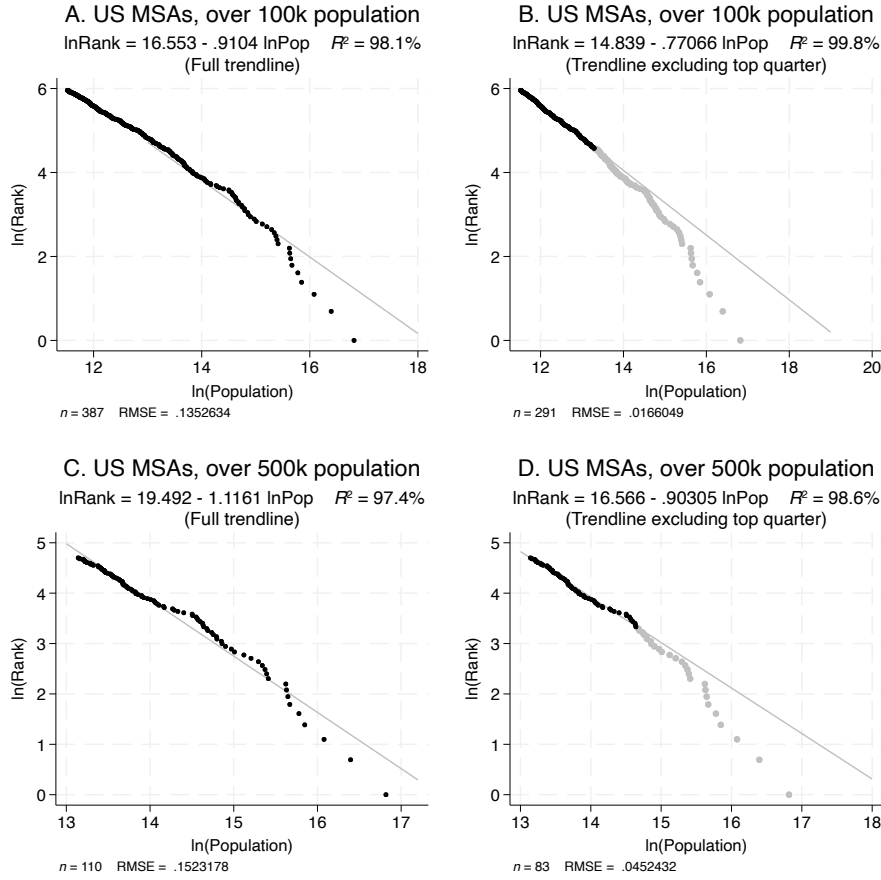 A. US MSAs, over 100k population
lnRank = 16.553 - .9104 lnPop R² = 98.1%
(Full trendline)
6
4
2
0
ln(Rank)
12 14 16 18
ln(Population)
n = 387 RMSE = .1352634
B. US MSAs, over 100k population
lnRank = 14.839 - .77066 lnPop R² = 99.8%
(Trendline excluding top quarter)
6
4
2
0
ln(Rank)
12 14 16 18 20
ln(Population)
n = 291 RMSE = .0166049
C. US MSAs, over 500k population
lnRank = 19.492 - 1.1161 lnPop R² = 97.4%
(Full trendline)
5
4
3
2
1
0
ln(Rank)
13 14 15 16 17
ln(Population)
n = 110 RMSE = .1523178
D. US MSAs, over 500k population
lnRank = 16.566 - .90305 lnPop R² = 98.6%
(Trendline excluding top quarter)
5
4
3
2
1
0
ln(Rank)
13 14 15 16 17 18
ln(Population)
n = 83 RMSE = .0452432